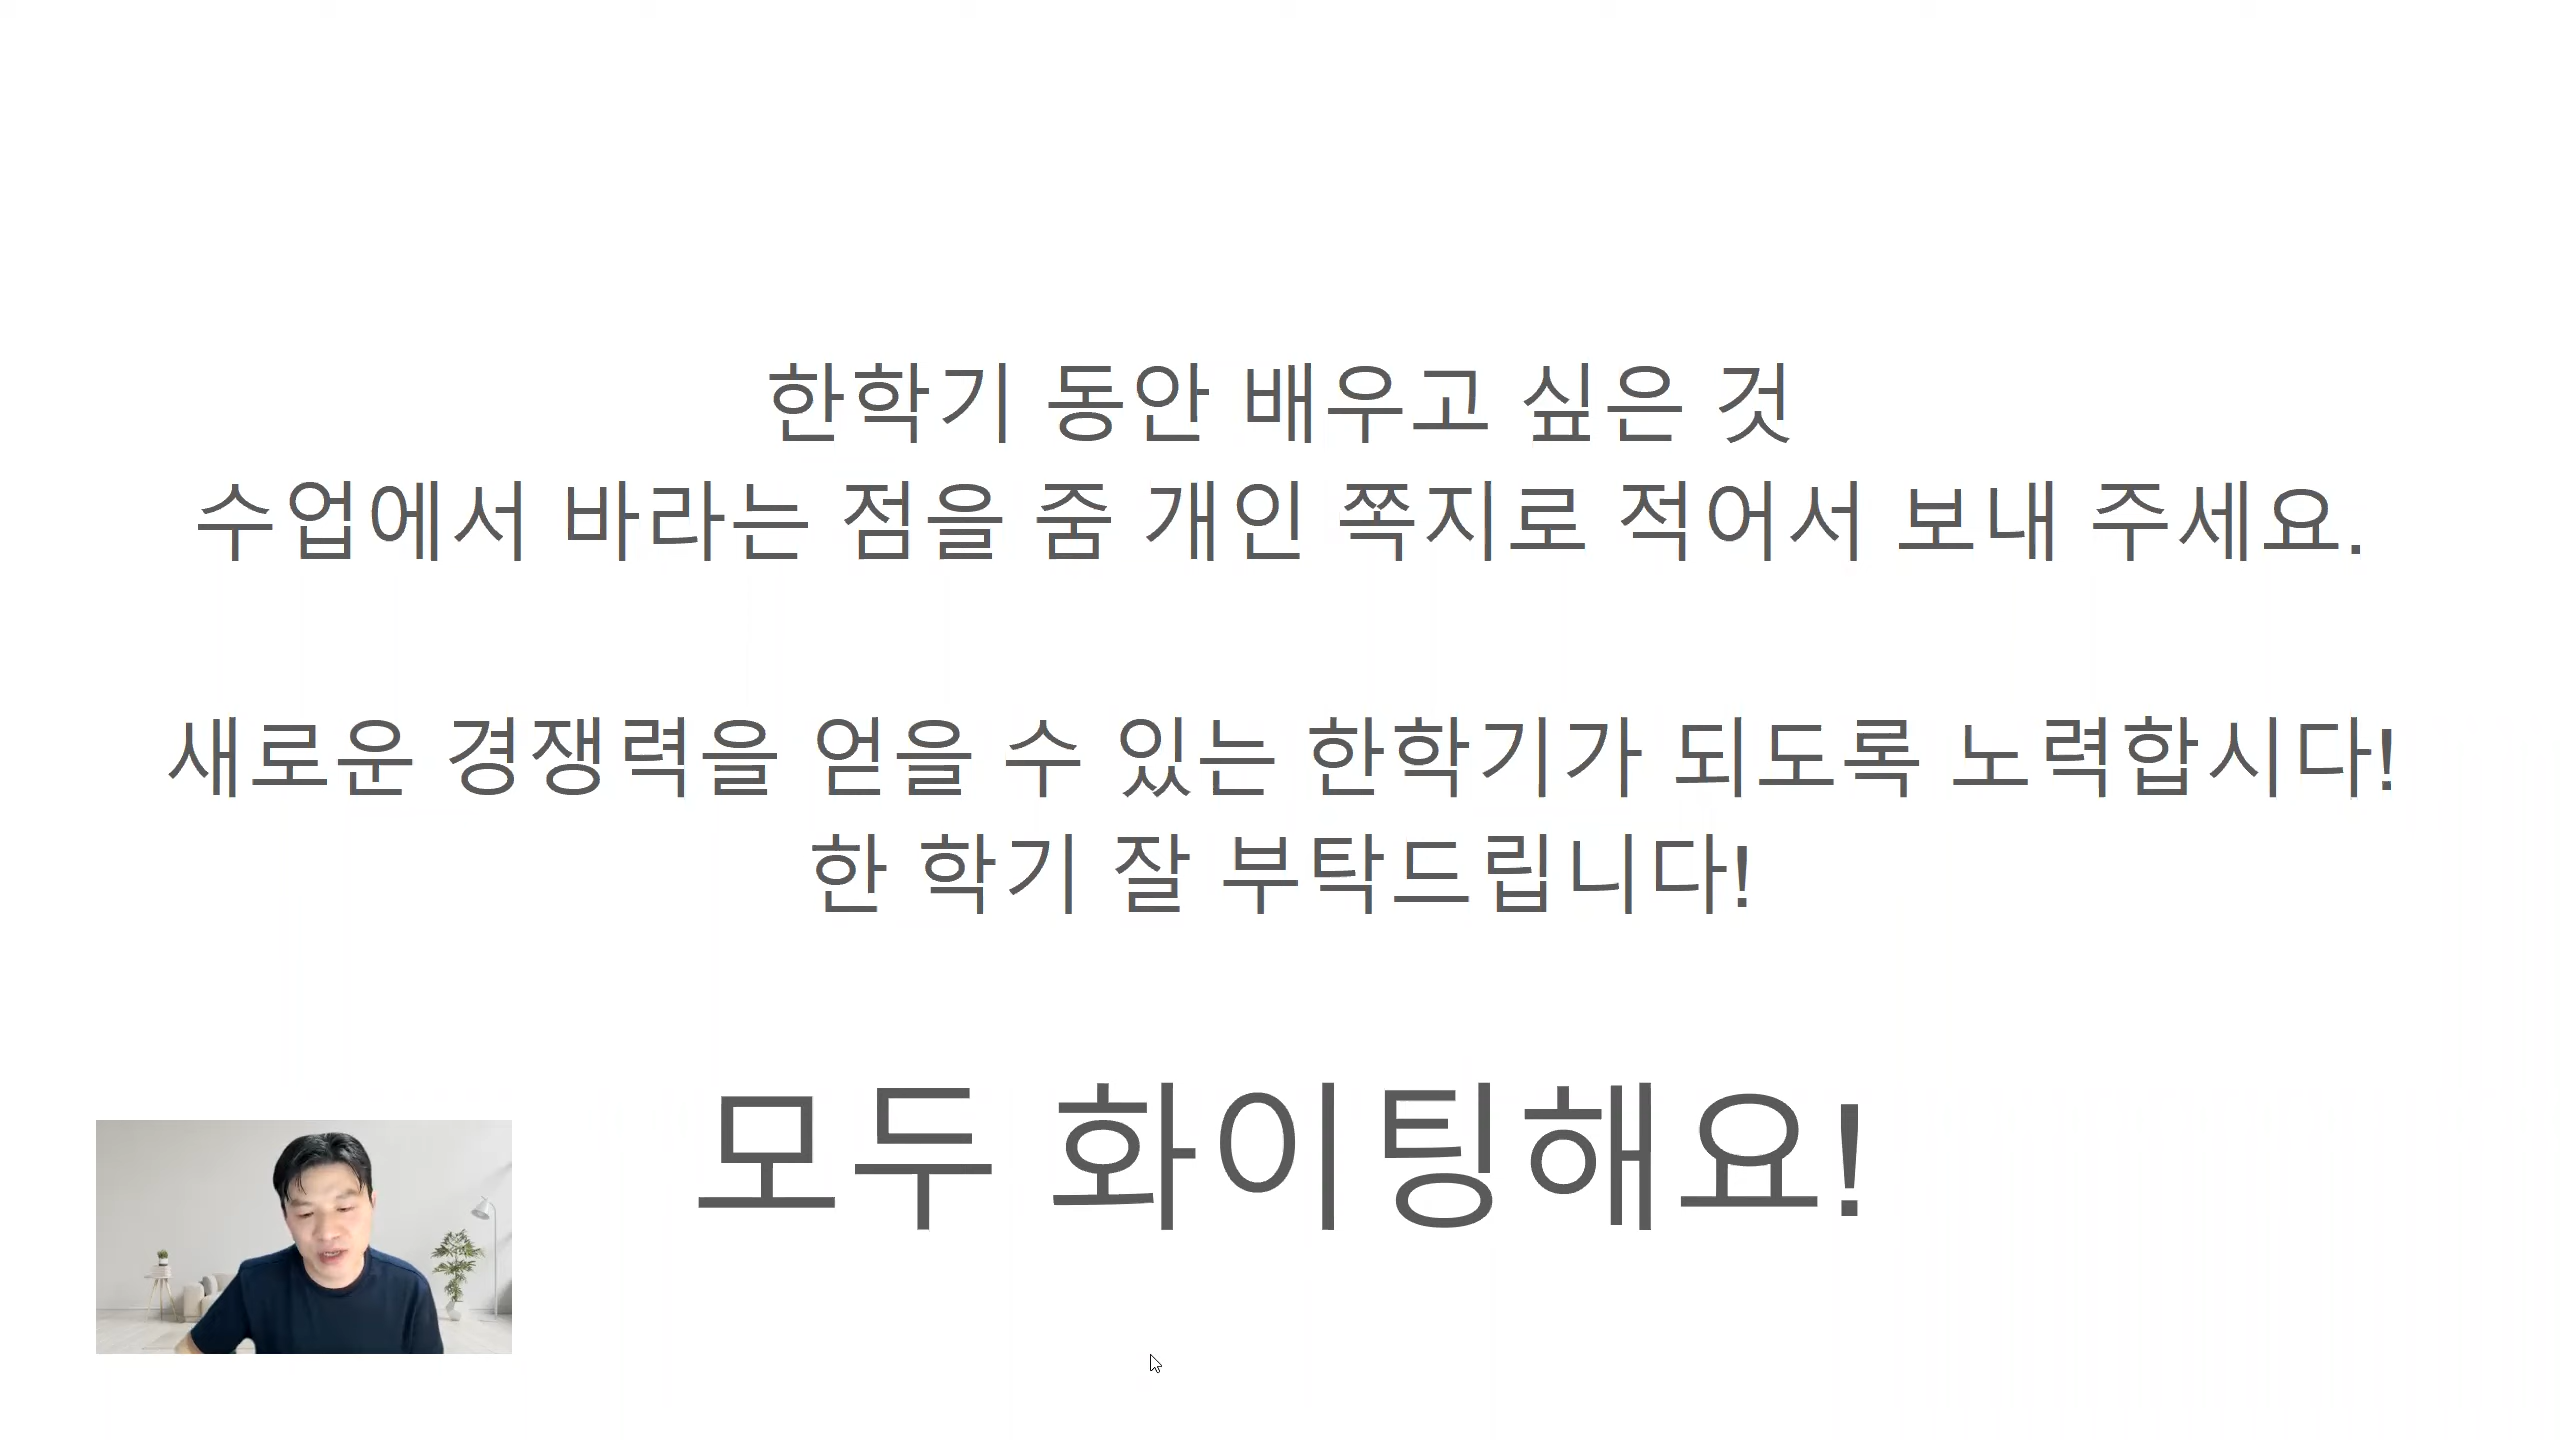 한학기 동안 배우고 싶은 것
수업에서 바라는 점을 줌 개인 쪽지로 적어서 보내 주세요.
새로운 경쟁력을 얻을 수 있는 한학기가 되도록 노력합시다!
한 학기 잘 부탁드립니다!
모두 화이팅해요!